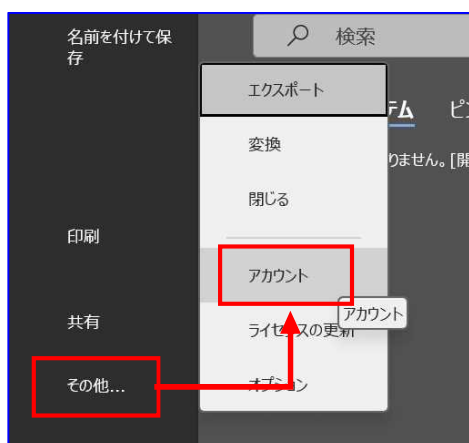 名前を付けて保
存
印刷
共有
その他...
検索
エクスポート
変換
閉じる
アカウント
ライセンスの更新
オプション
アカウント
テム
りません。[開